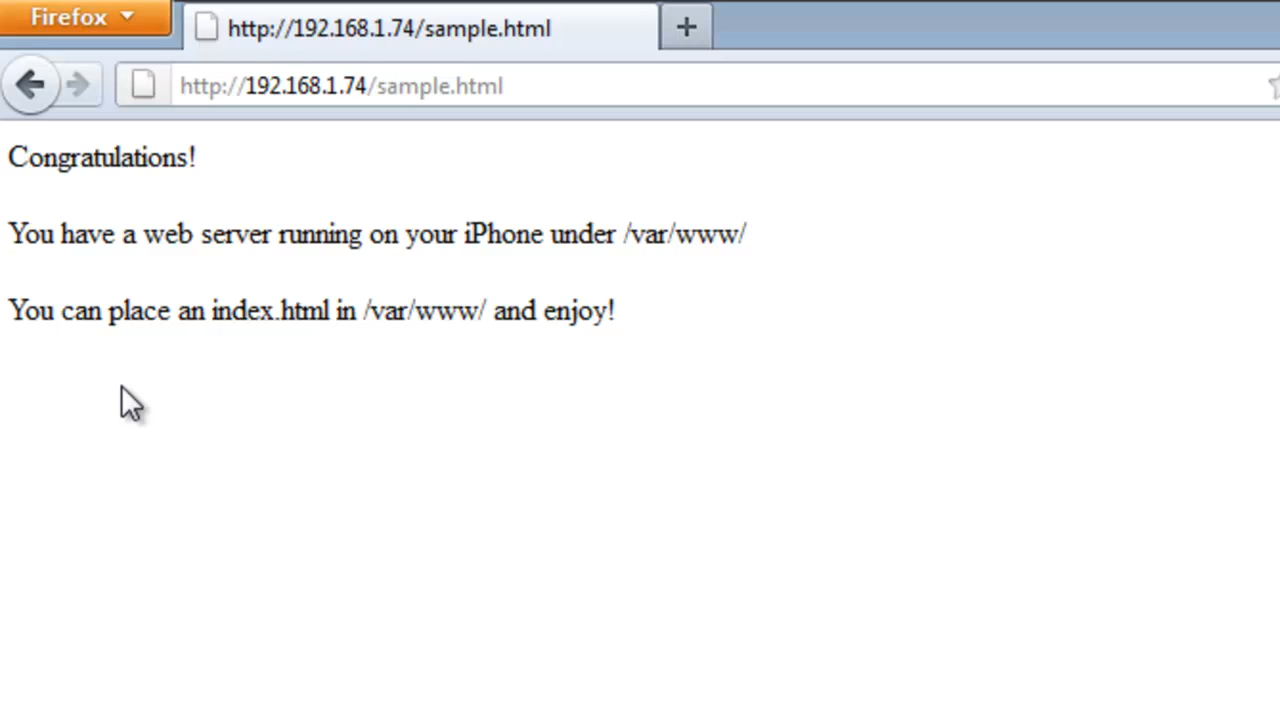 Firefox
http://192.168.1.74/sample.html
http://192.168.1.74/sample.html
Congratulations!
You have a web server running on your iPhone under /var/www/
You can place an index.html in /var/www/ and enjoy!